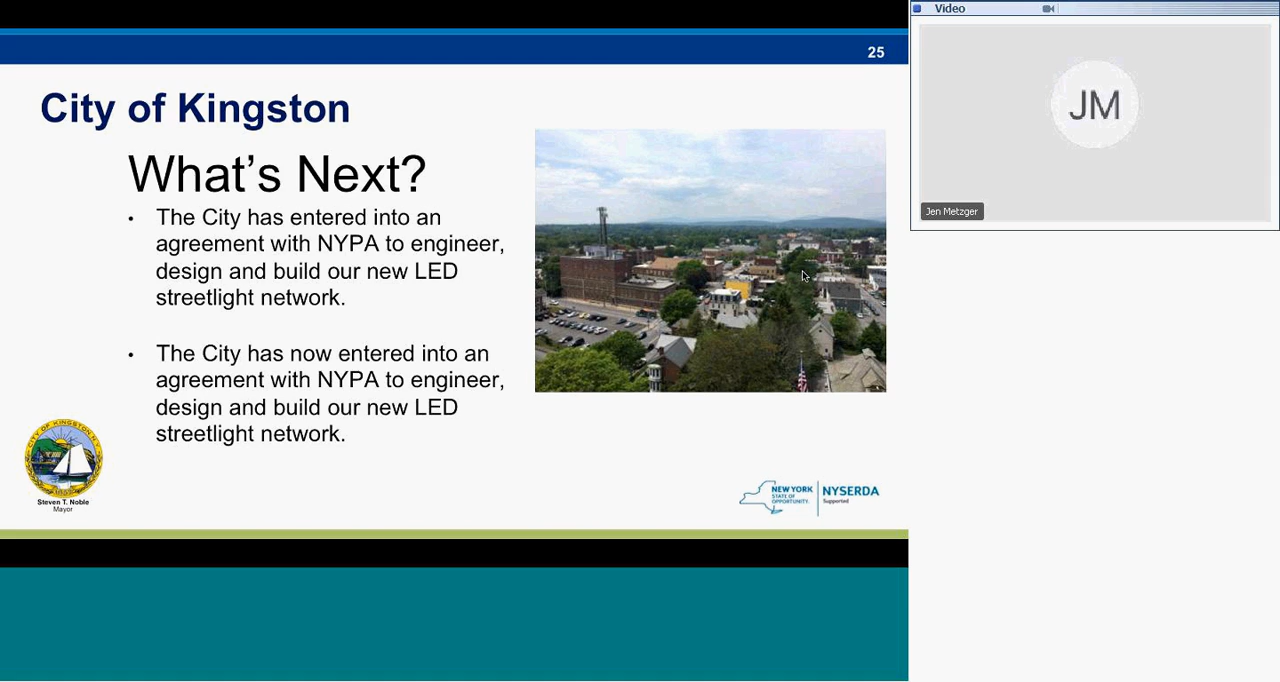 25
City of Kingston
What's Next?
• The City has entered into an
agreement with NYPA to engineer,
design and build our new LED
streetlight network.
• The City has now entered into an
agreement with NYPA to engineer,
design and build our new LED
streetlight network.
CITY OF KINGSTON N.Y.
Steven T. Noble
Mayor
NEW YORK
STATE OF
OPPORTUNITY.
NYSERDA
Supported
Video
JM
Jen Metzger